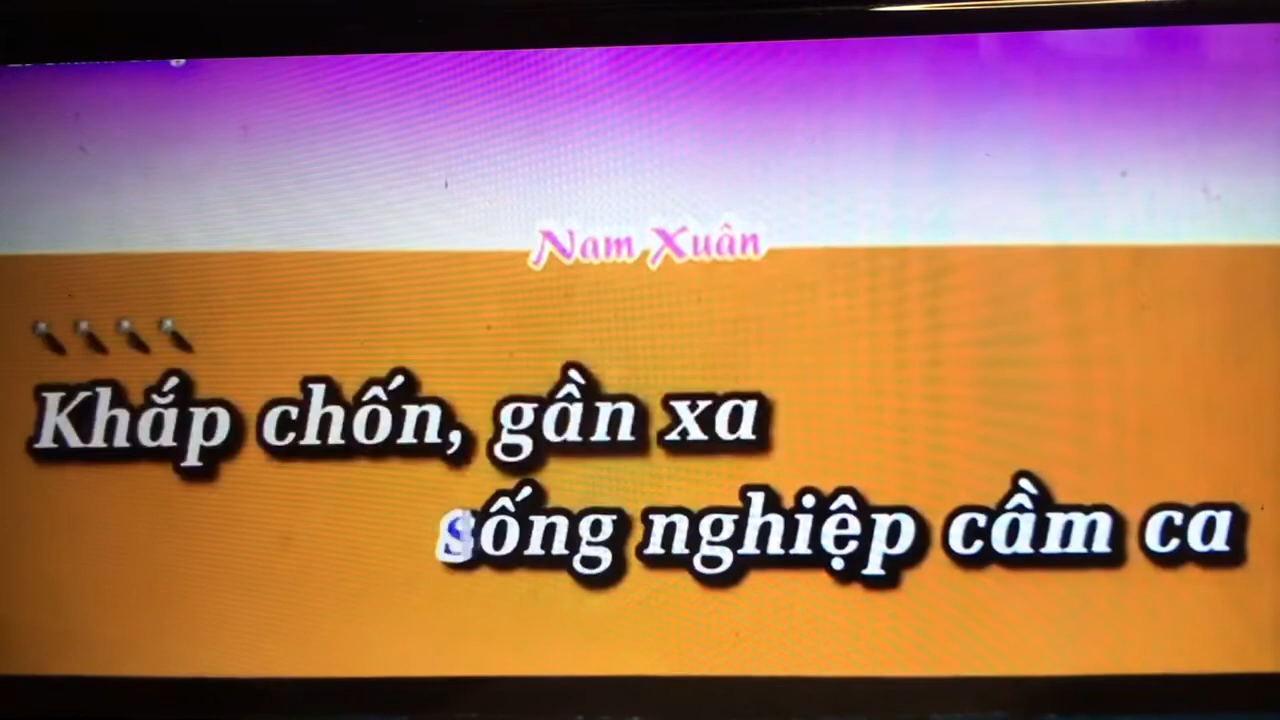 Nam Xuân
Khắp chốn, gần xa
sống nghiệp cầm ca